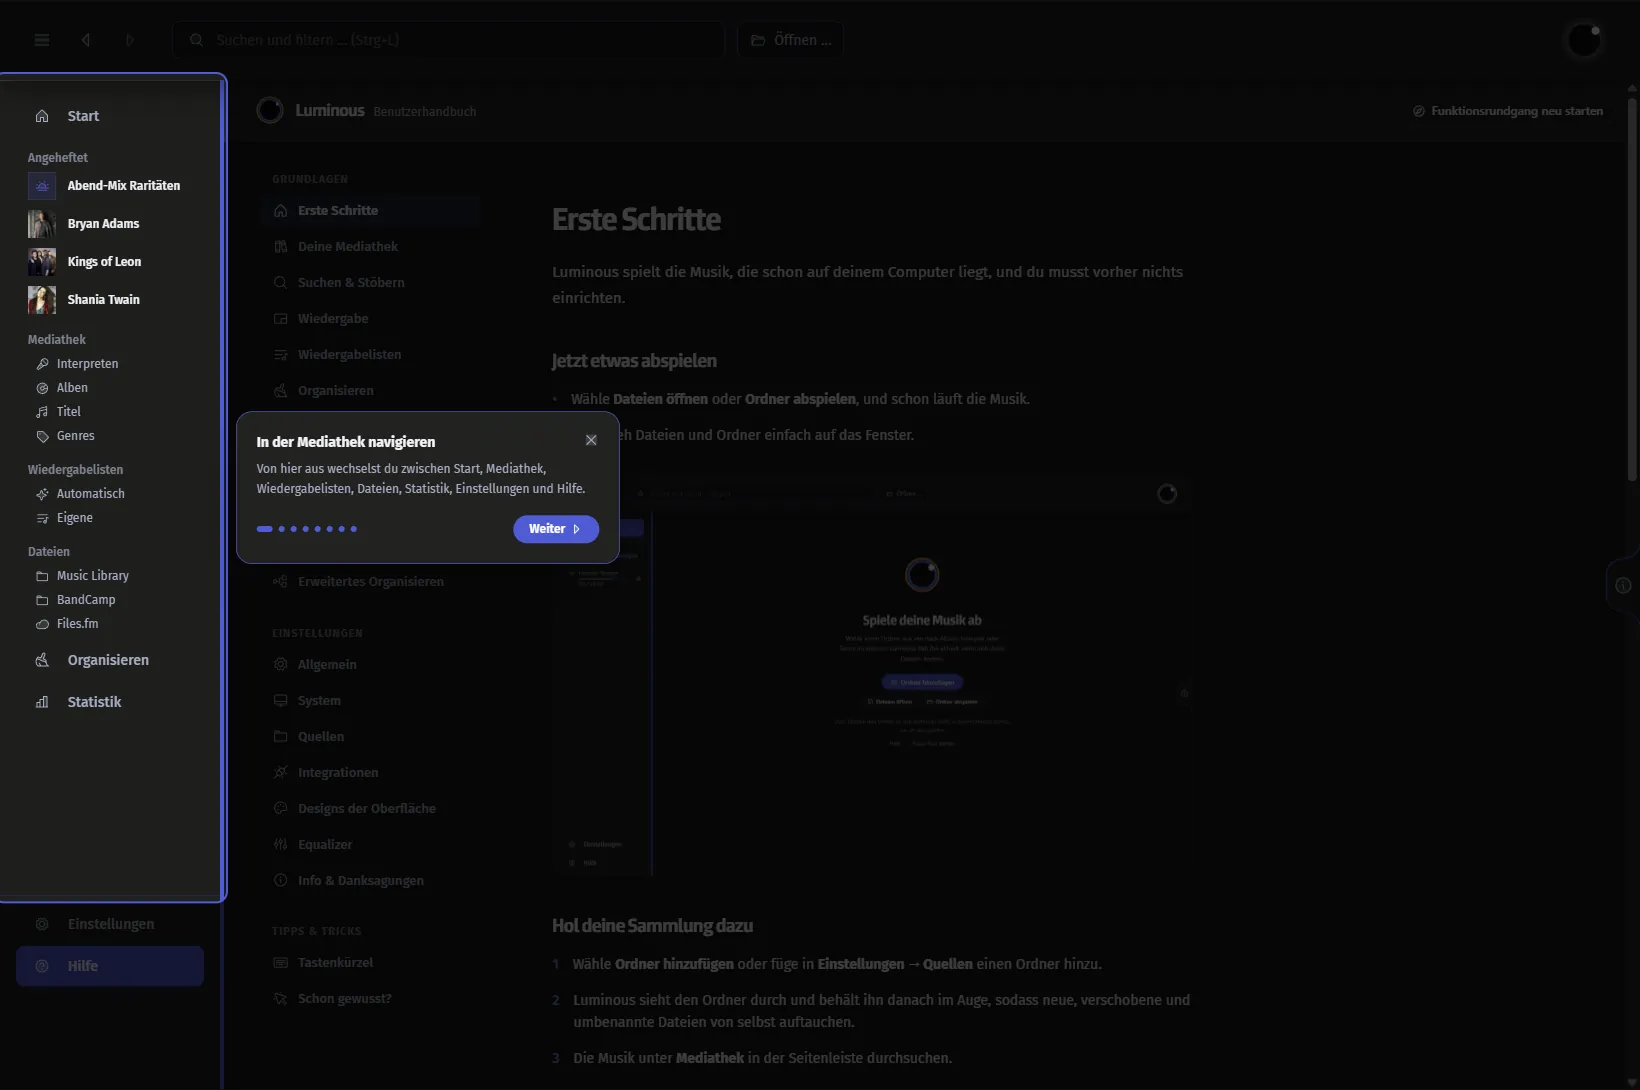 Suchen und filtern ... (Strg+L)
Öffnen ...
Start
Angeheftet
Abend-Mix Raritäten
Bryan Adams
Kings of Leon
Shania Twain
Mediathek
Interpreten
Alben
Titel
Genres
Wiedergabelisten
Automatisch
Eigene
Dateien
Music Library
BandCamp
Files.fm
Organisieren
Statistik
Einstellungen
Hilfe
Luminous Benutzerhandbuch
Funktionsrundgang neu starten
GRUNDLAGEN
Erste Schritte
Deine Mediathek
Suchen & Stöbern
Wiedergabe
Wiedergabelisten
Organisieren
In der Mediathek navigieren
Von hier aus wechselst du zwischen Start, Mediathek,
Wiedergabelisten, Dateien, Statistik, Einstellungen und Hilfe.
Weiter
Erweitertes Organisieren
EINSTELLUNGEN
Allgemein
System
Quellen
Integrationen
Designs der Oberfläche
Equalizer
Info & Danksagungen
TIPPS & TRICKS
Tastenkürzel
Schon gewusst?
Erste Schritte
Luminous spielt die Musik, die schon auf deinem Computer liegt, und du musst vorher nichts
einrichten.
Jetzt etwas abspielen
• Wähle Dateien öffnen oder Ordner abspielen, und schon läuft die Musik.
Dateien und Ordner einfach auf das Fenster.
Öffnen ...
Spiele deine Musik ab
Ordner hinzufügen
Dateien öffnen
Ordner abspielen
Einstellungen
Hilfe
Hol deine Sammlung dazu
1 Wähle Ordner hinzufügen oder füge in Einstellungen → Quellen einen Ordner hinzu.
2 Luminous sieht den Ordner durch und behält ihn danach im Auge, sodass neue, verschobene und
umbenannte Dateien von selbst auftauchen.
3 Die Musik unter Mediathek in der Seitenleiste durchsuchen.